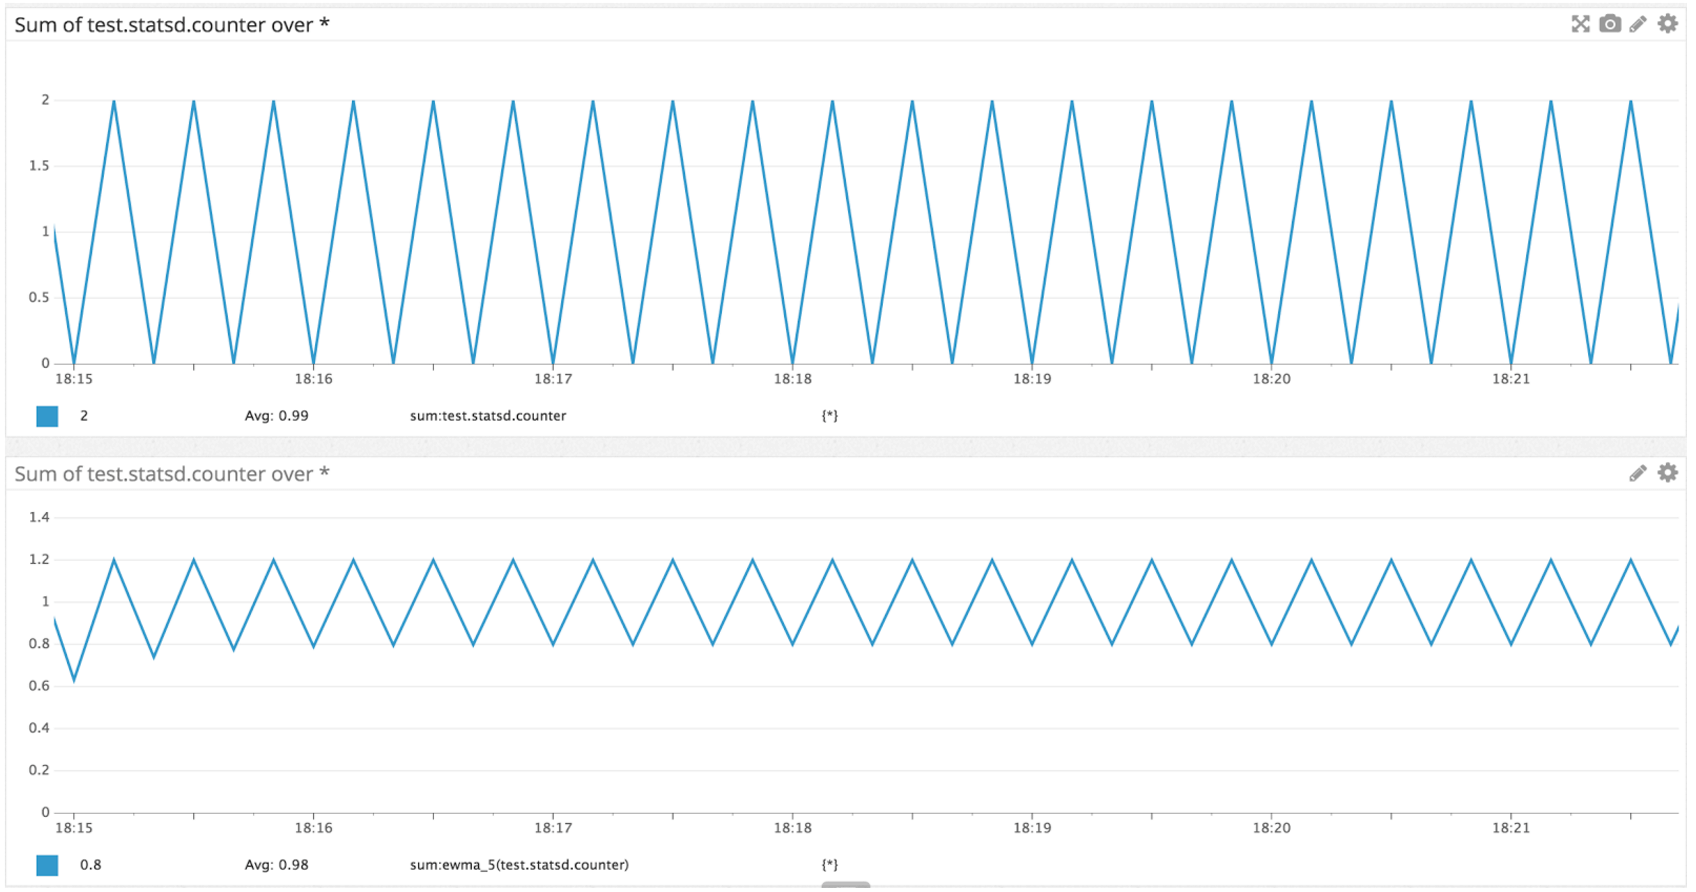 Sum of test.statsd.counter over *
2
1.5
1
0.5
0
18:15 18:16 18:17 18:18 18:19 18:20 18:21
2 Avg: 0.99 sum:test.statsd.counter {*}
Sum of test.statsd.counter over *
1.4
1.2
1
0.8
0.6
0.4
0.2
0
18:15 18:16 18:17 18:18 18:19 18:20 18:21
0.8 Avg: 0.98 sum:ewma_5(test.statsd.counter) {*}